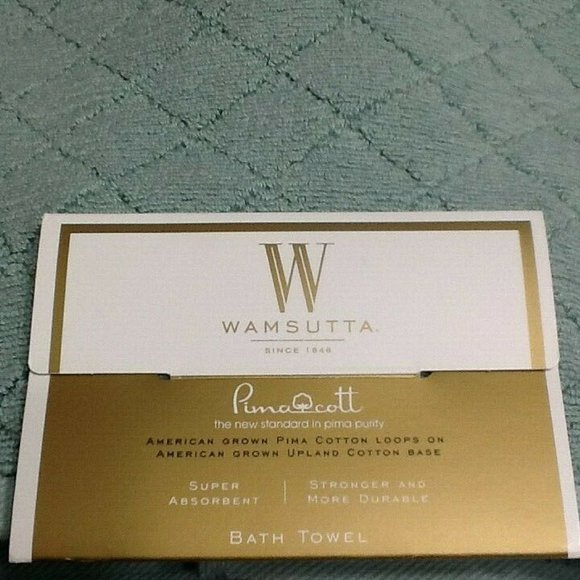 W
WAMSUTTA®
SINCE 1846
Pimacott
the new standard in pima purity
AMERICAN GROWN PIMA COTTON LOOPS ON
AMERICAN GROWN UPLAND COTTON BASE
SUPER
ABSORBENT
STRONGER AND
MORE DURABLE
BATH TOWEL